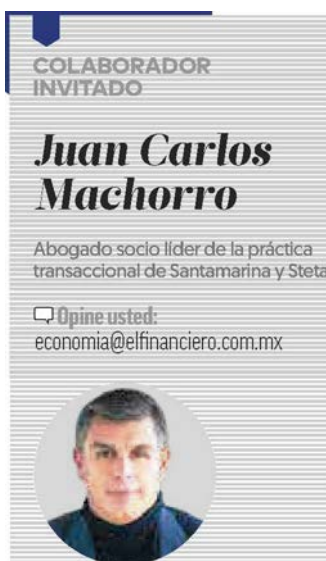 COLABORADOR
INVITADO
Juan Carlos
Machorro
Abogado socio líder de la práctica
transaccional de Santamarina y Steta
Opine usted:
economia@elfinanciero.com.mx